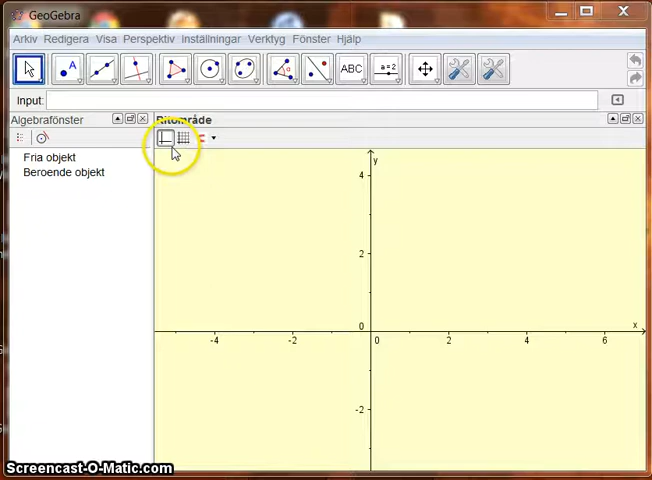 GeoGebra
Arkiv Redigera Visa Perspektiv Inställningar Verktyg Fönster Hjälp
A
α
ABC
a = 2
Input:
Algebrafönster
Ritområde
Fria objekt
Beroende objekt
y
4
2
0
x
-4 -2 0 2 4 6
-2
Screencast-O-Matic.com